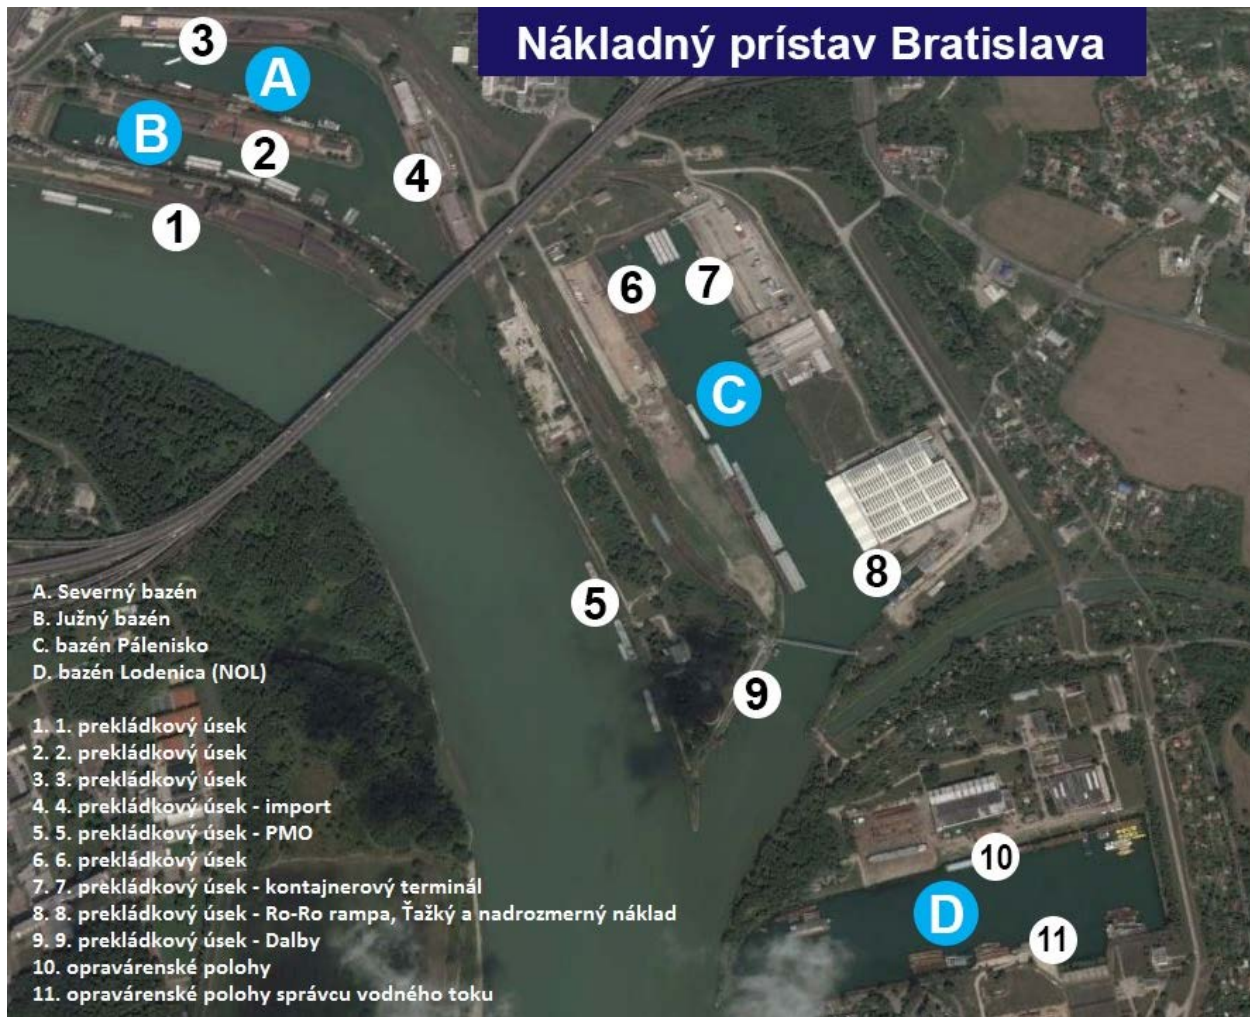 Nákladný prístav Bratislava
3
A
B
2
4
1
6
7
C
8
5
9
A. Severný bazén
B. Južný bazén
C. bazén Pálenisko
D. bazén Lodenica (NOL)
1. 1. prekládkový úsek
2. 2. prekládkový úsek
3. 3. prekládkový úsek
4. 4. prekládkový úsek - import
5. 5. prekládkový úsek - PMO
6. 6. prekládkový úsek
7. 7. prekládkový úsek - kontajnerový terminál
8. 8. prekládkový úsek - Ro-Ro rampa, Ťažký a nadrozmerný náklad
9. 9. prekládkový úsek - Dalby
10. opravárenské polohy
11. opravárenské polohy správcu vodného toku
10
D
11